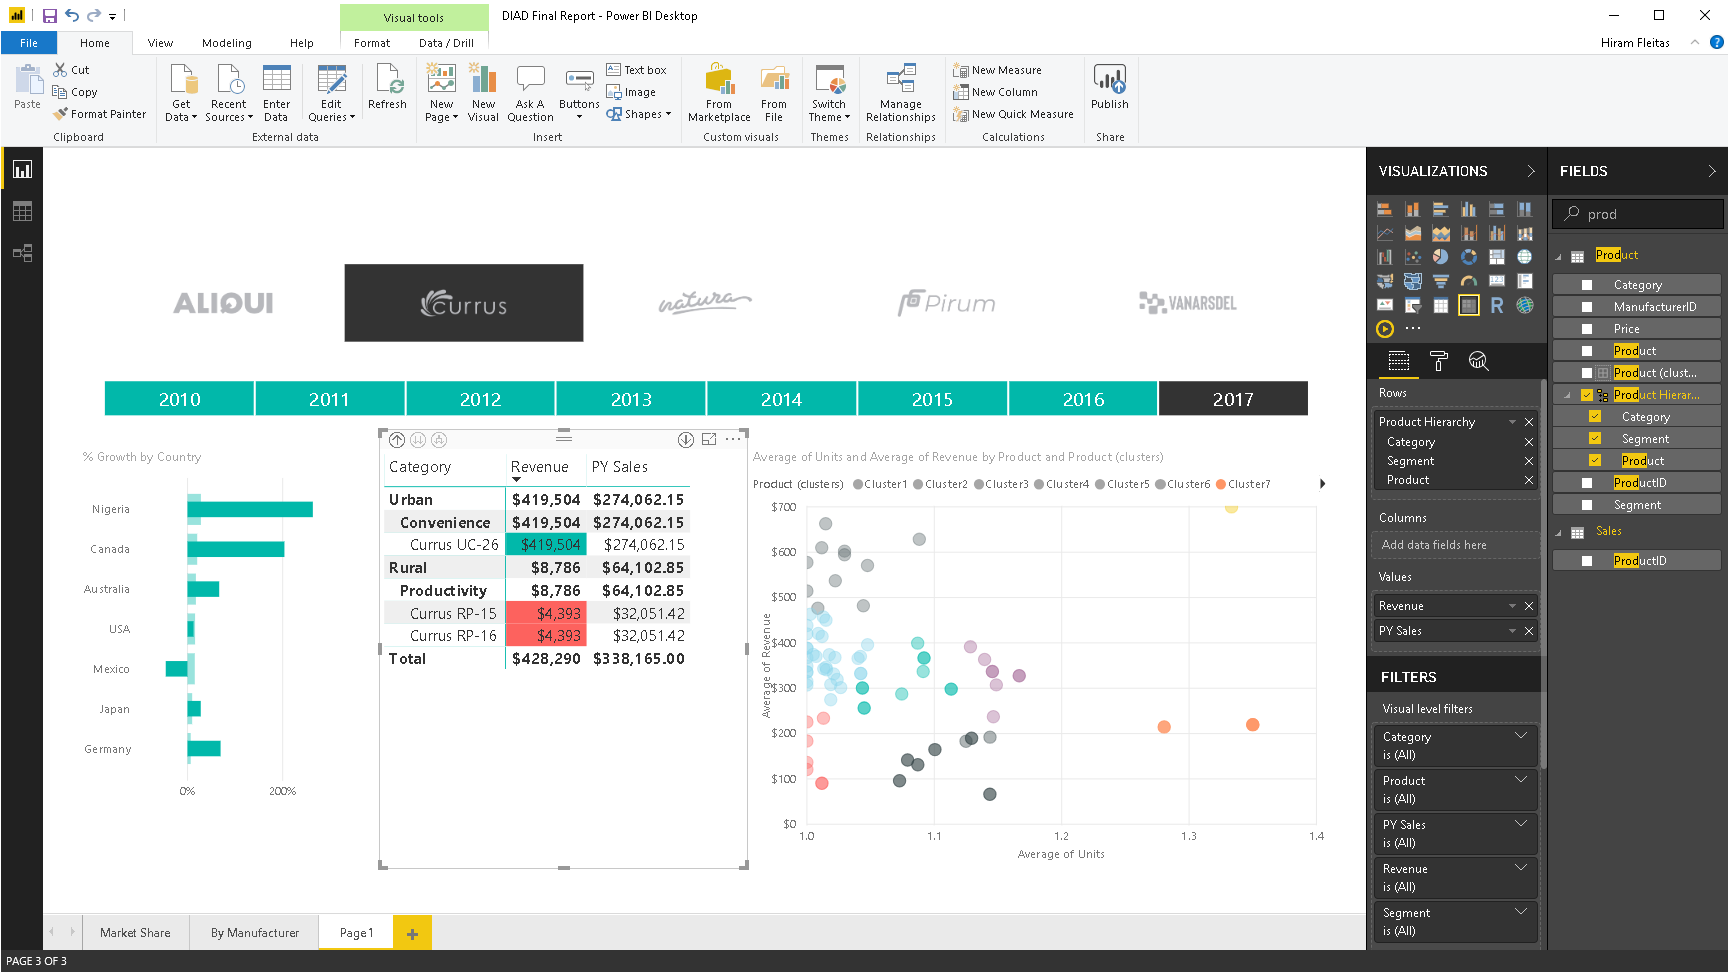 Visual tools
DIAD Final Report - Power BI Desktop
File
Home
View
Modeling
Help
Format
Data / Drill
Hiram Fleitas
Paste
Cut
Copy
Format Painter
Clipboard
Get Data
Recent Sources
Enter Data
Edit Queries
Refresh
External data
New Page
New Visual
Ask A Question
Buttons
Text box
Image
Shapes
Insert
From Marketplace
From File
Custom visuals
Switch Theme
Themes
Manage Relationships
Relationships
New Measure
New Column
New Quick Measure
Calculations
Publish
Share
ALIQUI
currus
natura
Pirum
VANARSDEL
2010 2011 2012 2013 2014 2015 2016 2017
% Growth by Country
Nigeria
Canada
Australia
USA
Mexico
Japan
Germany
0% 200%
Category Revenue PY Sales
Urban $419,504 $274,062.15
Convenience $419,504 $274,062.15
Currus UC-26 $419,504 $274,062.15
Rural $8,786 $64,102.85
Productivity $8,786 $64,102.85
Currus RP-15 $4,393 $32,051.42
Currus RP-16 $4,393 $32,051.42
Total $428,290 $338,165.00
Average of Units and Average of Revenue by Product and Product (clusters)
Product (clusters) Cluster1 Cluster2 Cluster3 Cluster4 Cluster5 Cluster6 Cluster7
Average of Revenue
$700
$600
$500
$400
$300
$200
$100
$0
1.0 1.1 1.2 1.3 1.4
Average of Units
VISUALIZATIONS
R
Rows
Product Hierarchy
Category
Segment
Product
Columns
Add data fields here
Values
Revenue
PY Sales
FILTERS
Visual level filters
Category
is (All)
Product
is (All)
PY Sales
is (All)
Revenue
is (All)
Segment
is (All)
FIELDS
prod
Product
Category
ManufacturerID
Price
Product
Product (clust...
Product Hierar...
Category
Segment
Product
ProductID
Segment
Sales
ProductID
Market Share
By Manufacturer
Page1
PAGE 3 OF 3